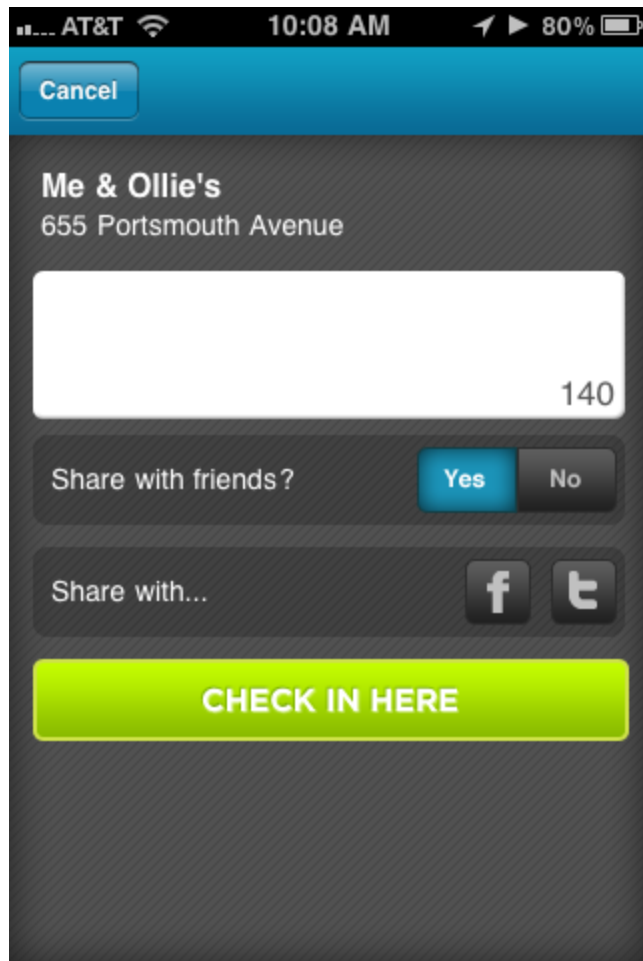 AT&T 10:08 AM 80%
Cancel
Me & Ollie's
655 Portsmouth Avenue
140
Share with friends? Yes No
Share with... f t
CHECK IN HERE